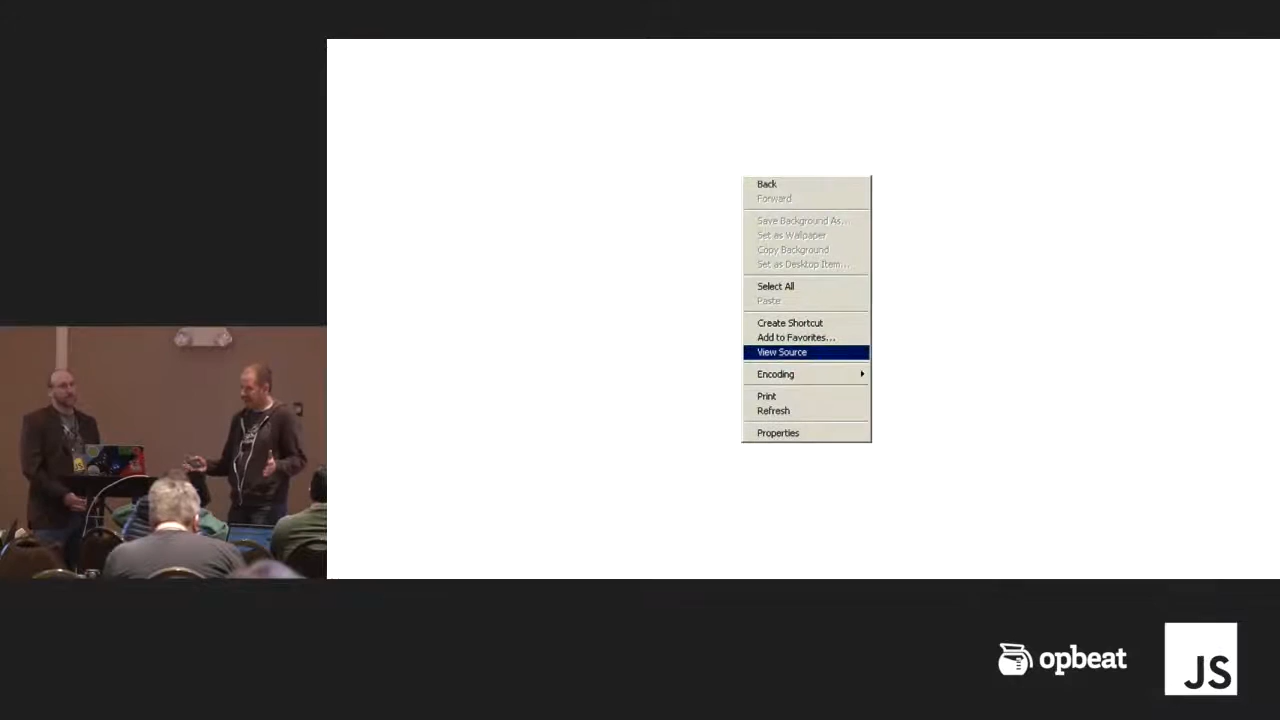 Back
Forward
Save Background As...
Set as Wallpaper
Copy Background
Set as Desktop Item...
Select All
Paste
Create Shortcut
Add to Favorites...
View Source
Encoding
Print
Refresh
Properties
opbeat
JS